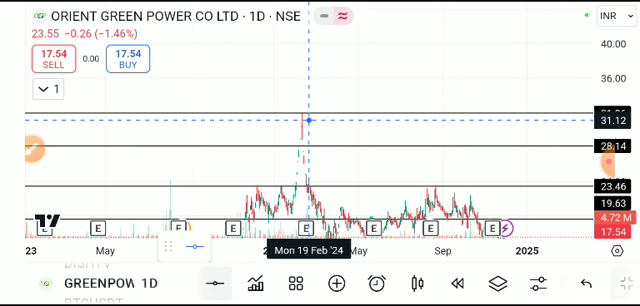 ORIENT GREEN POWER CO LTD · 1D · NSE
INR
23.55 −0.26 (−1.46%)
17.54 0.00 17.54
SELL BUY
1
40.00
36.00
31.12
28.14
23.46
19.63
4.72 M
17.54
E E E E E E E
23 May Mon 19 Feb '24 May Sep 2025
GREENPOW 1D